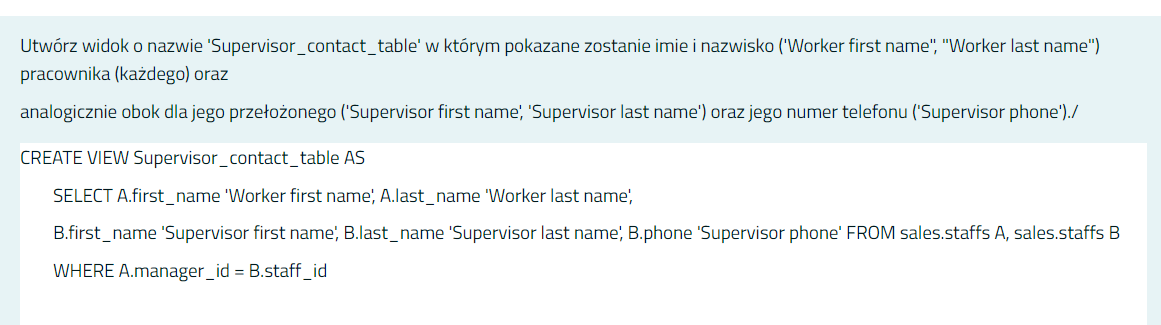 Utwórz widok o nazwie 'Supervisor_contact_table' w którym pokazane zostanie imie i nazwisko ('Worker first name", "Worker last name")
pracownika (każdego) oraz
analogicznie obok dla jego przełożonego ('Supervisor first name', 'Supervisor last name') oraz jego numer telefonu ('Supervisor phone')./
CREATE VIEW Supervisor_contact_table AS
SELECT A.first_name 'Worker first name', A.last_name 'Worker last name',
B.first_name 'Supervisor first name', B.last_name 'Supervisor last name', B.phone 'Supervisor phone' FROM sales.staffs A, sales.staffs B
WHERE A.manager_id = B.staff_id